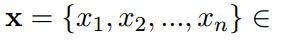 𝐱 = {x₁, x₂, ..., xₙ} ∈